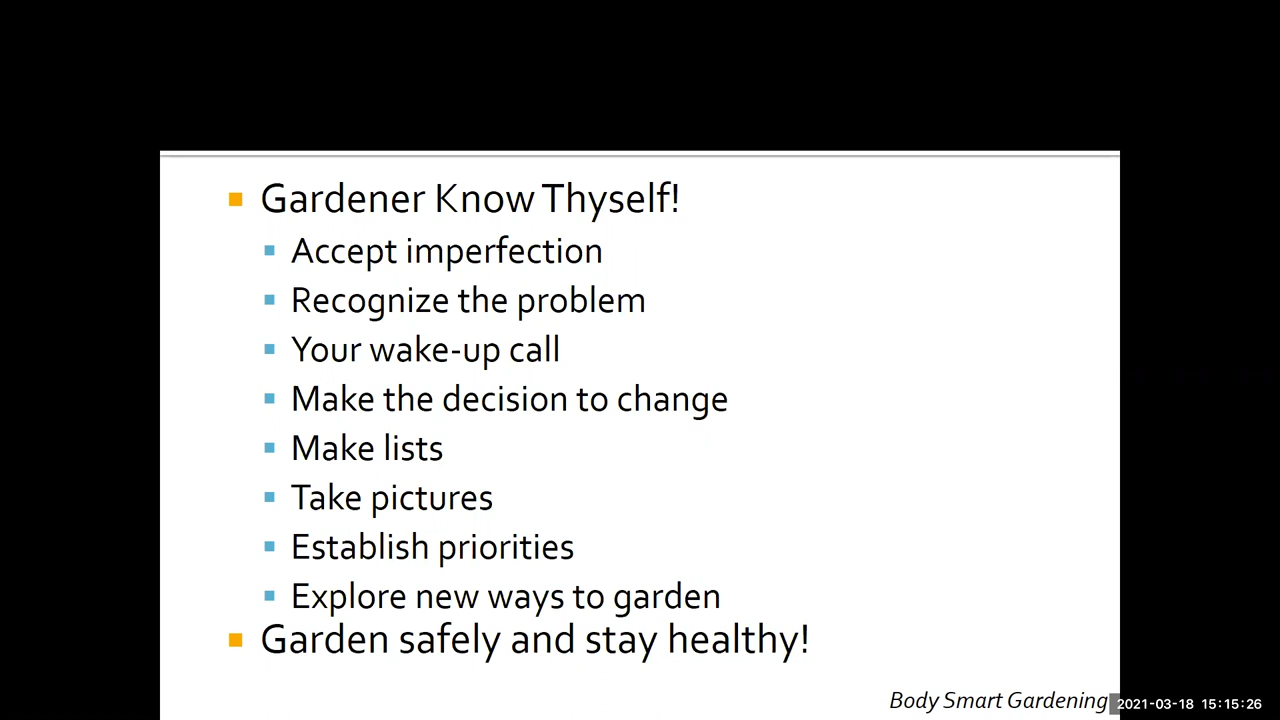 Gardener Know Thyself!
Accept imperfection
Recognize the problem
Your wake-up call
Make the decision to change
Make lists
Take pictures
Establish priorities
Explore new ways to garden
Garden safely and stay healthy!
Body Smart Gardening
2021-03-18 15:15:26